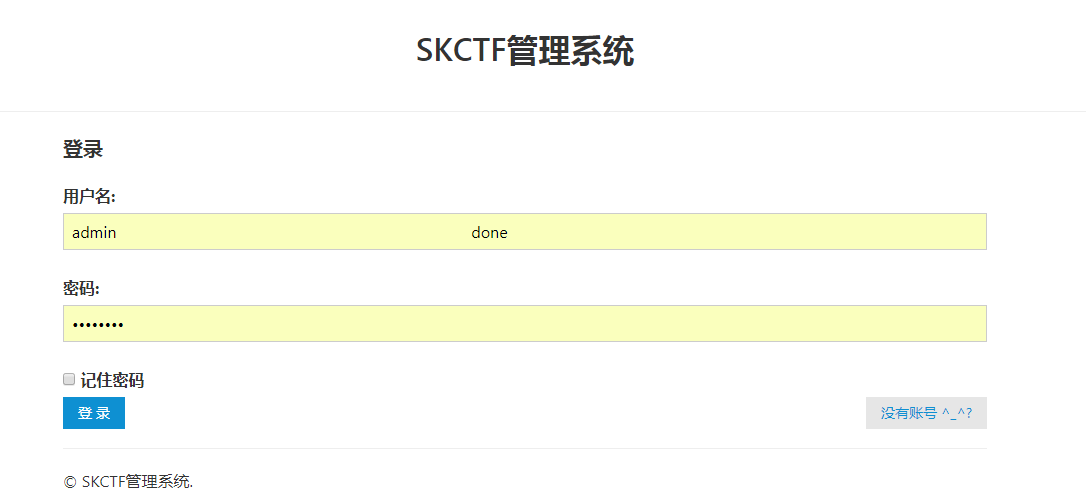 SKCTF管理系统
登录
用户名:
admin done
密码:
••••••••
记住密码
登 录 没有账号 ^_^?
© SKCTF管理系统.